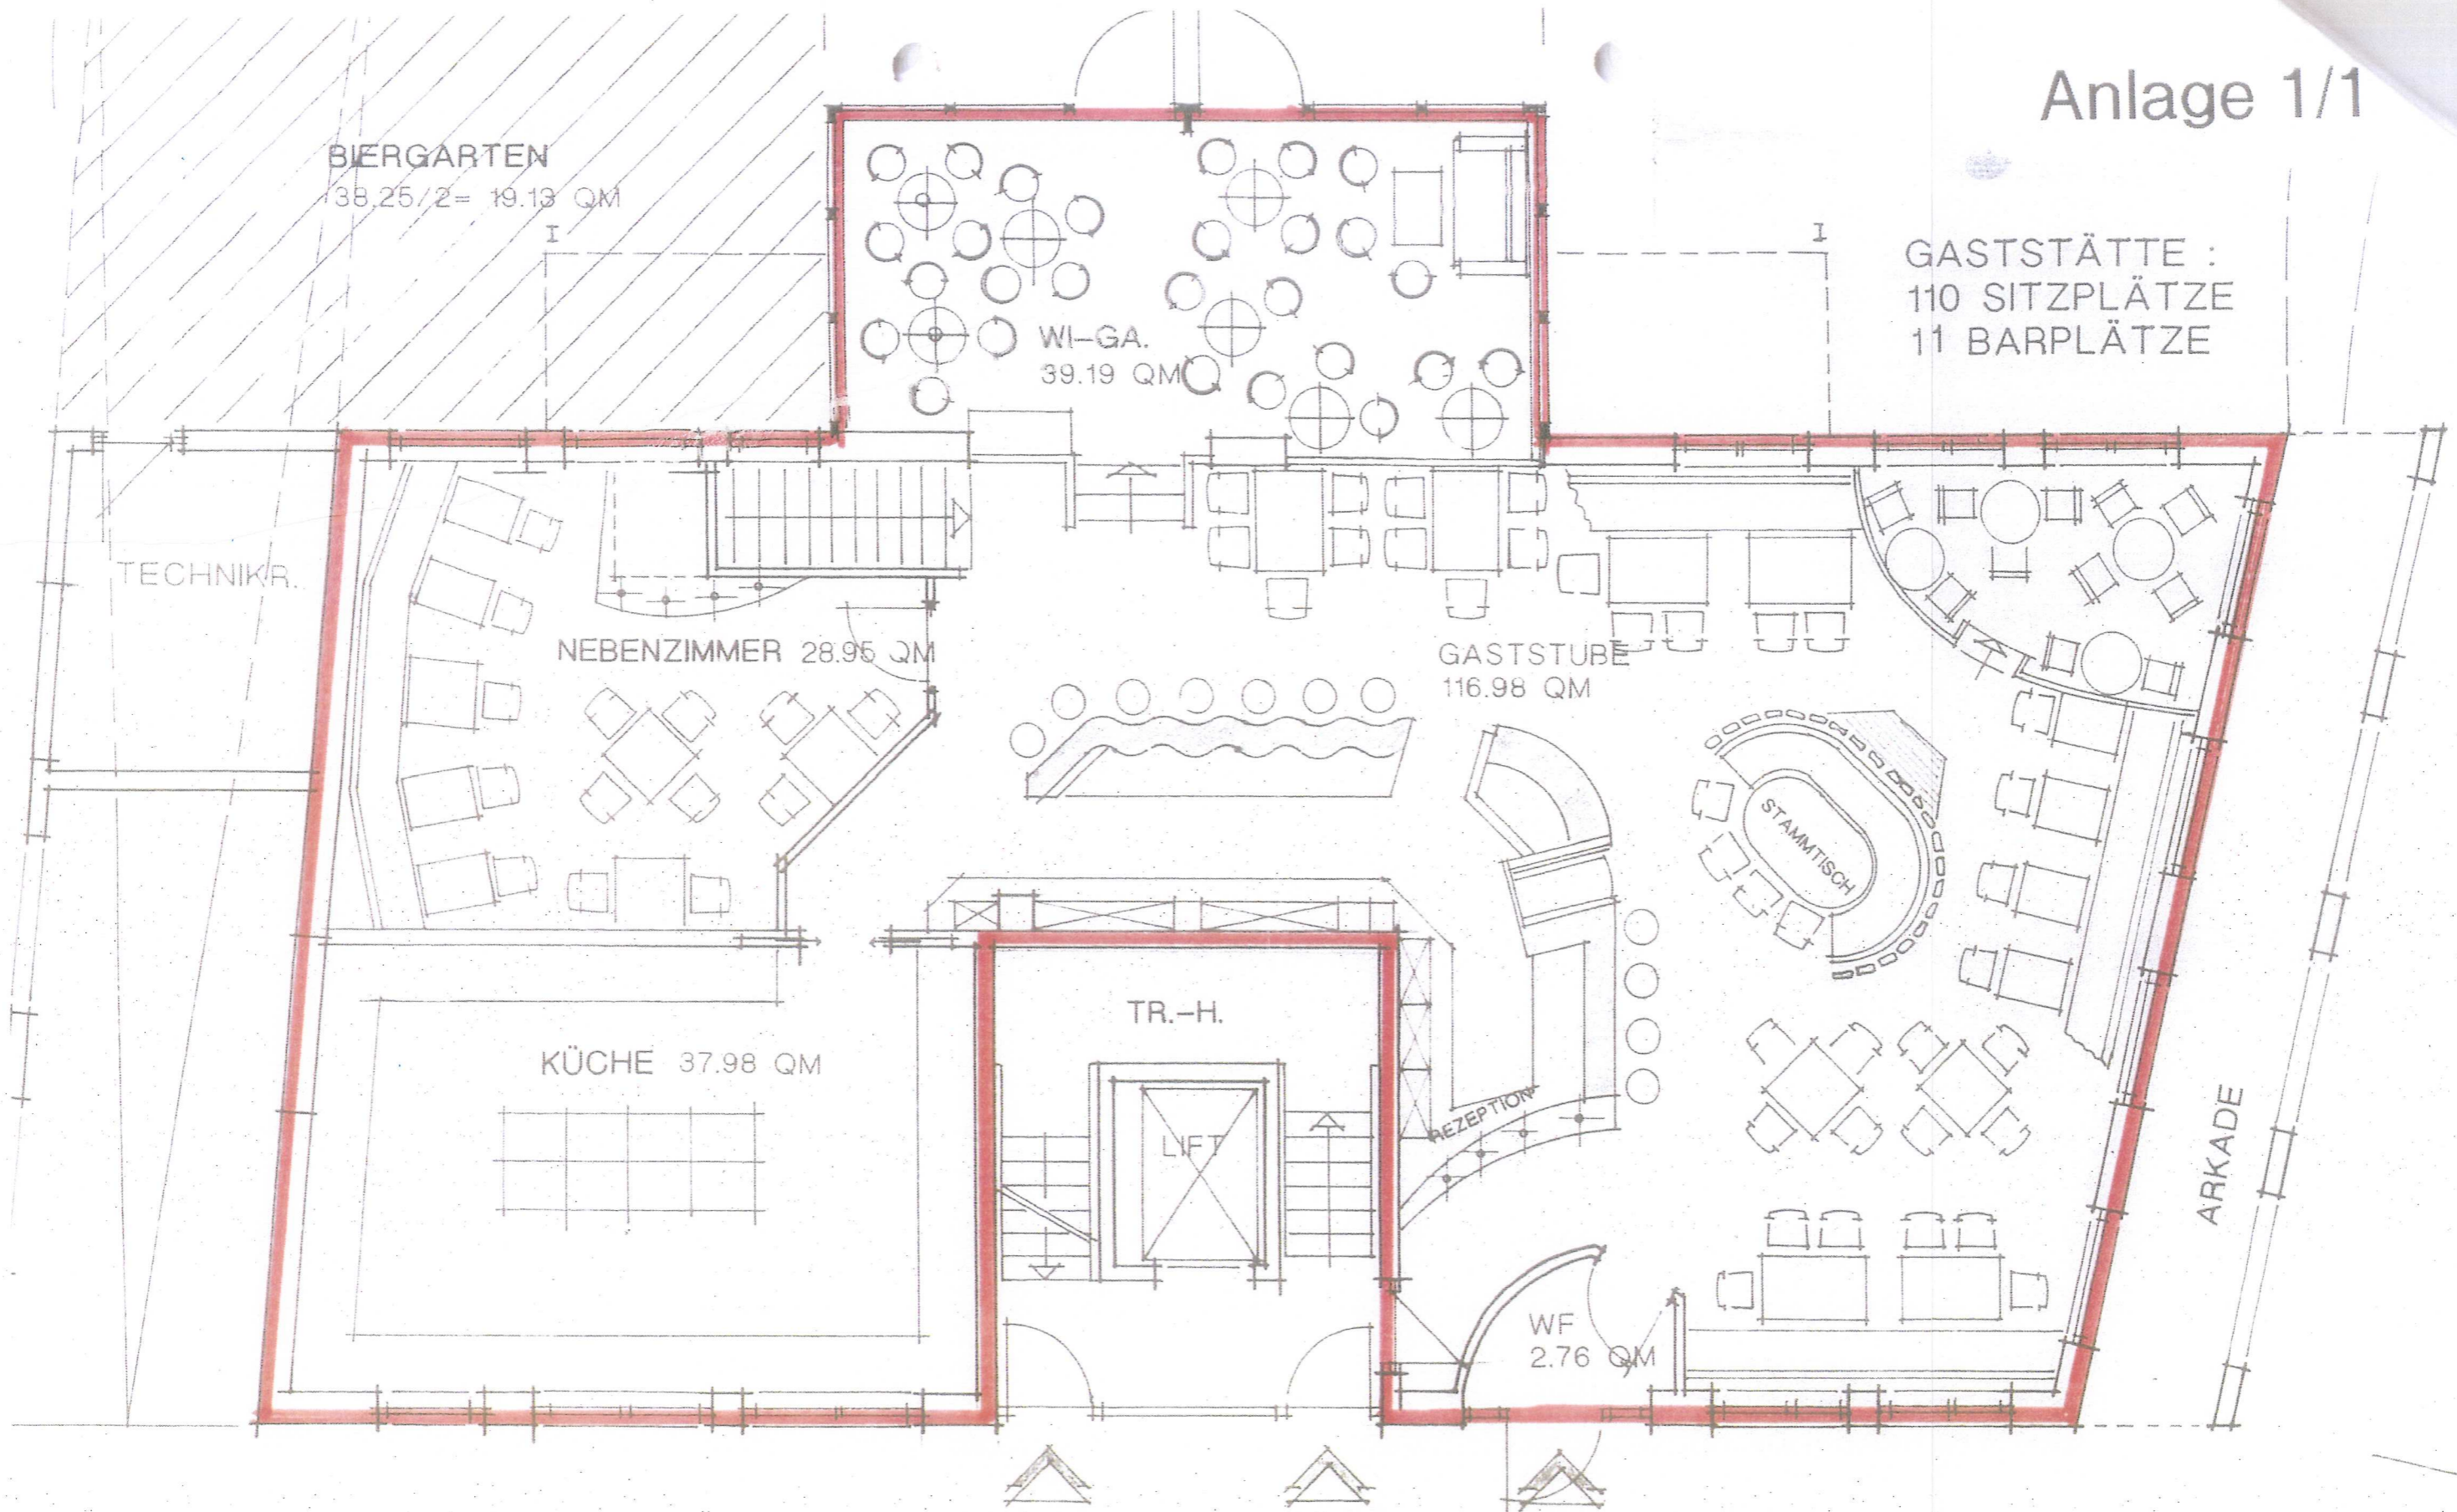 Anlage 1/1
BIERGARTEN
38.25/2= 19.13 QM
I
I
GASTSTÄTTE :
110 SITZPLÄTZE
11 BARPLÄTZE
WI-GA.
39.19 QM
TECHNIKR.
NEBENZIMMER 28.95 QM
GASTSTUBE
116.98 QM
STAMMTISCH
TR.-H.
KÜCHE 37.98 QM
LIFT
REZEPTION
ARKADE
WF
2.76 QM